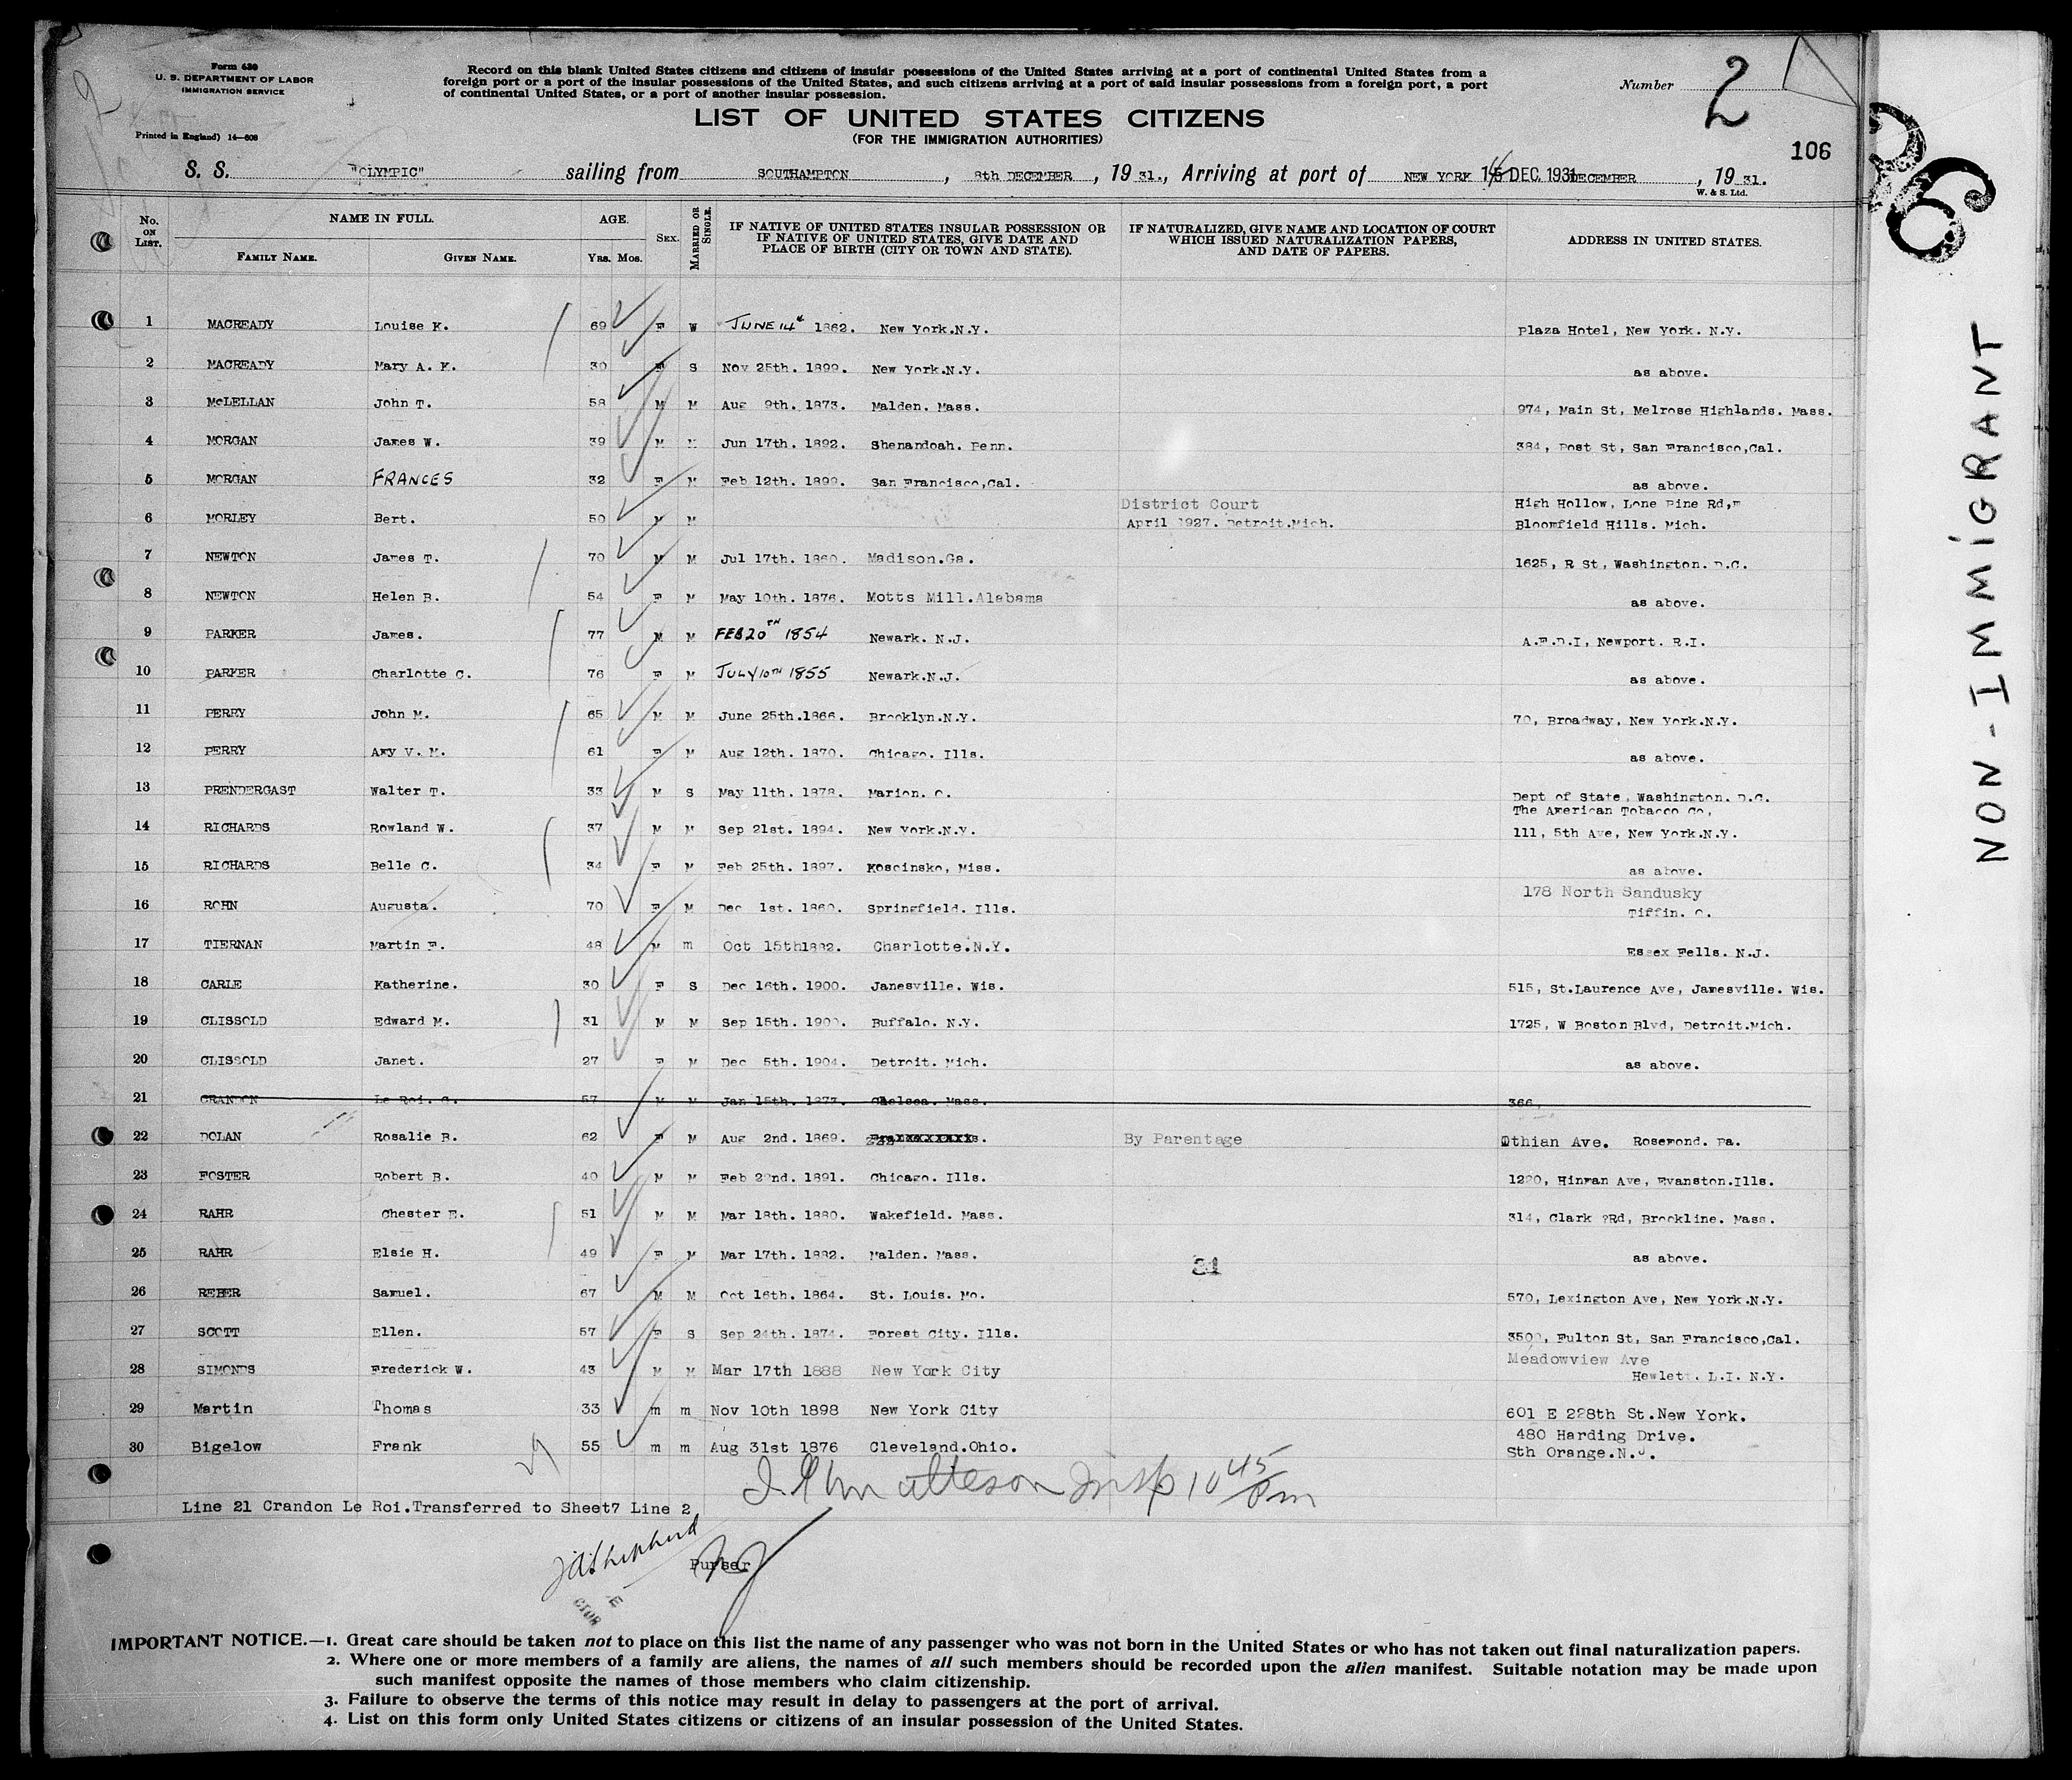 Form 630
U. S. DEPARTMENT OF LABOR
IMMIGRATION SERVICE
Printed in England) 14—608
Record on this blank United States citizens and citizens of insular possessions of the United States arriving at a port of continental United States from a
foreign port or a port of the insular possessions of the United States, and such citizens arriving at a port of said insular possessions from a foreign port, a port
of continental United States, or a port of another insular possession.
Number 2
LIST OF UNITED STATES CITIZENS
(FOR THE IMMIGRATION AUTHORITIES)
106
S. S. "OLYMPIC" sailing from SOUTHAMPTON, 8th DECEMBER, 19 31., Arriving at port of NEW YORK DEC 1931 DECEMBER, 19 31.
W. & S. Ltd.
No. ON LIST. NAME IN FULL. FAMILY NAME. GIVEN NAME. AGE. YRS. MOS. SEX. MARRIED OR SINGLE. IF NATIVE OF UNITED STATES INSULAR POSSESSION OR IF NATIVE OF UNITED STATES, GIVE DATE AND PLACE OF BIRTH (CITY OR TOWN AND STATE). IF NATURALIZED, GIVE NAME AND LOCATION OF COURT WHICH ISSUED NATURALIZATION PAPERS, AND DATE OF PAPERS. ADDRESS IN UNITED STATES.
1 MACREADY Louise K. 69 F W JUNE 14th 1862. New York.N.Y. Plaza Hotel, New York. N.Y.
2 MACREADY Mary A. K. 30 F S Nov 25th. 1899. New York.N.Y. as above.
3 McLELLAN John T. 58 M M Aug 9th. 1873. Malden. Mass. 974, Main St, Melrose Highlands. Mass.
4 MORGAN James W. 39 M M Jun 17th. 1892. Shenandoah. Penn. 384, Post St, San Francisco,Cal.
5 MORGAN FRANCES 32 F M Feb 12th. 1899. San Francisco,Cal. as above.
6 MORLEY Bert. 50 M M District Court April 1927. Detroit.Mich. High Hollow, Lone Pine Rd, Bloomfield Hills. Mich.
7 NEWTON James T. 70 M M Jul 17th. 1860. Madison.Ga. 1625, R St, Washington. D.C.
8 NEWTON Helen B. 54 F M May 10th. 1876. Motts Mill.Alabama as above.
9 PARKER James. 77 M M FEB 20TH 1854 Newark. N.J. Newport. R.I.
10 PARKER Charlotte C. 76 F M JULY 10TH 1855 Newark.N.J. as above.
11 PERRY John M. 65 M M June 25th.1866. Brooklyn.N.Y. 70, Broadway, New York.N.Y.
12 PERRY Amy V. M. 61 F M Aug 12th. 1870. Chicago. Ills. as above.
13 PRENDERGAST Walter T. 33 M S May 11th. 1878. Marion. O. Dept of State, Washington. D.C.
14 RICHARDS Rowland W. 37 M M Sep 21st. 1894. New York.N.Y. The American Tobacco Co, 111, 5th Ave, New York.N.Y.
15 RICHARDS Belle C. 34 F M Feb 25th. 1897. Koscinsko, Miss. as above.
16 ROHN Augusta. 70 F M Dec 1st. 1860. Springfield. Ills. 178 North Sandusky Tiffin. O.
17 TIERNAN Martin F. 48 M m Oct 15th1882. Charlotte.N.Y. Essex Fells. N.J.
18 CARLE Katherine. 30 F S Dec 16th. 1900. Janesville. Wis. 515, St.Laurence Ave, Janesville. Wis.
19 CLISSOLD Edward M. 31 M M Sep 15th. 1900. Buffalo. N.Y. 1725, W Boston Blvd, Detroit.Mich.
20 CLISSOLD Janet. 27 F M Dec 5th. 1904. Detroit. Mich. as above.
21 CRANDON Le Roi. G. 57 M M Jan 15th. 1873. Chelsea. Mass. 366,
22 DOLAN Rosalie B. 62 F M Aug 2nd. 1869. By Parentage Ithian Ave. Rosemond. Pa.
23 FOSTER Robert B. 40 M M Feb 22nd. 1891. Chicago. Ills. 1220, Hinman Ave, Evanston.Ills.
24 RAHR Chester E. 51 M M Mar 18th. 1880. Wakefield. Mass. 314, Clark Rd, Brookline. Mass.
25 RAHR Elsie H. 49 F M Mar 17th. 1882. Malden. Mass. as above.
31
26 REBER Samuel. 67 M M Oct 16th. 1864. St. Louis. Mo. 570, Lexington Ave, New York.N.Y.
27 SCOTT Ellen. 57 F S Sep 24th. 1874. Forest City. Ills. 3500, Fulton St, San Francisco,Cal.
28 SIMONDS Frederick W. 43 M M Mar 17th 1888 New York City Meadowview Ave Hewlett. L.I. N.Y.
29 Martin Thomas 33 m m Nov 10th 1898 New York City 601 E 228th St.New York.
30 Bigelow Frank 55 m m Aug 31st 1876 Cleveland.Ohio. 480 Harding Drive. Sth Orange.N.J.
Matteson Insp 10 45 Pm
Line 21 Crandon Le Roi.Transferred to Sheet7 Line 2
J A Shepherd
Purser
IMPORTANT NOTICE.—1. Great care should be taken not to place on this list the name of any passenger who was not born in the United States or who has not taken out final naturalization papers.
2. Where one or more members of a family are aliens, the names of all such members should be recorded upon the alien manifest. Suitable notation may be made upon
such manifest opposite the names of those members who claim citizenship.
3. Failure to observe the terms of this notice may result in delay to passengers at the port of arrival.
4. List on this form only United States citizens or citizens of an insular possession of the United States.
NON-IMMIGRANT